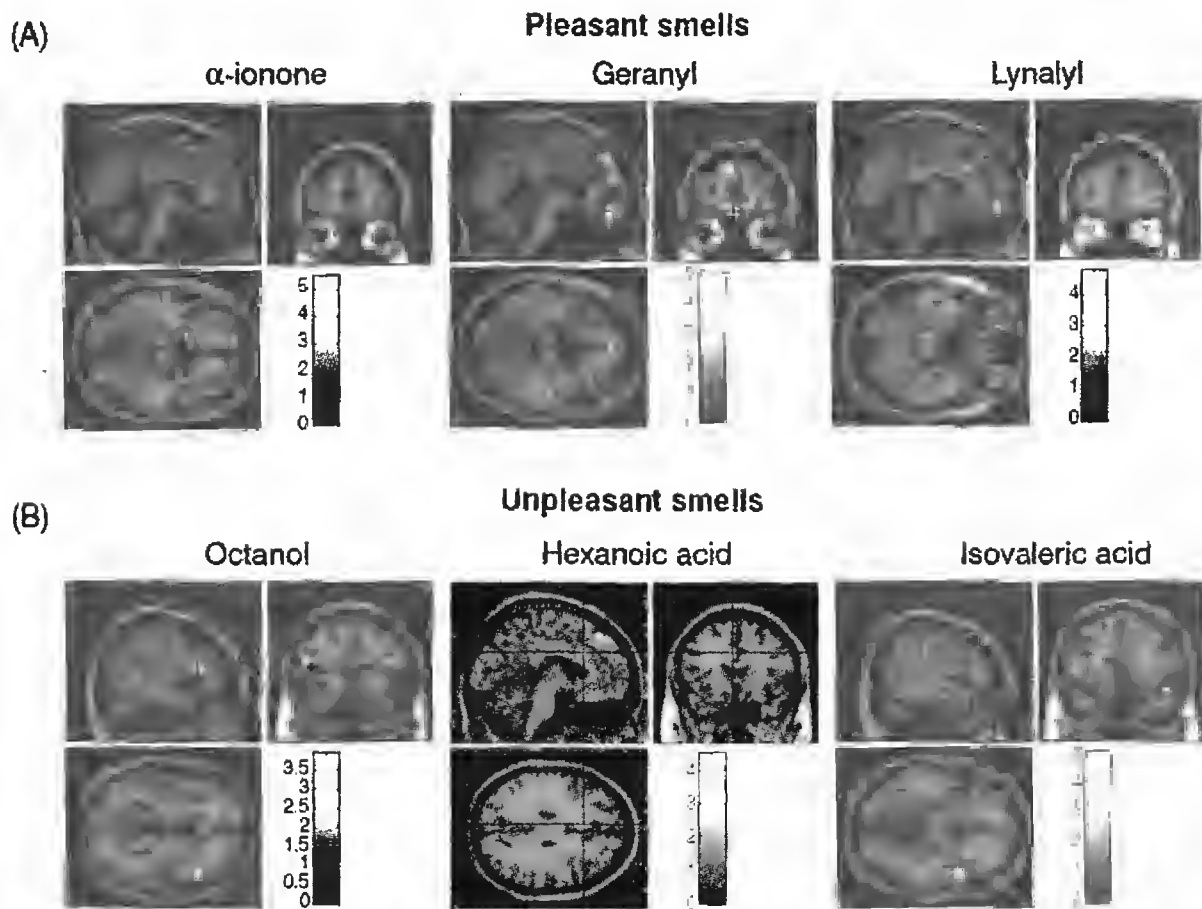 (A)
Pleasant smells
α-ionone
Geranyl
Lynalyl
5
4
3
2
1
0
4
3
2
1
0
(B)
Unpleasant smells
Octanol
Hexanoic acid
Isovaleric acid
3.5
3
2.5
2
1.5
1
0.5
0